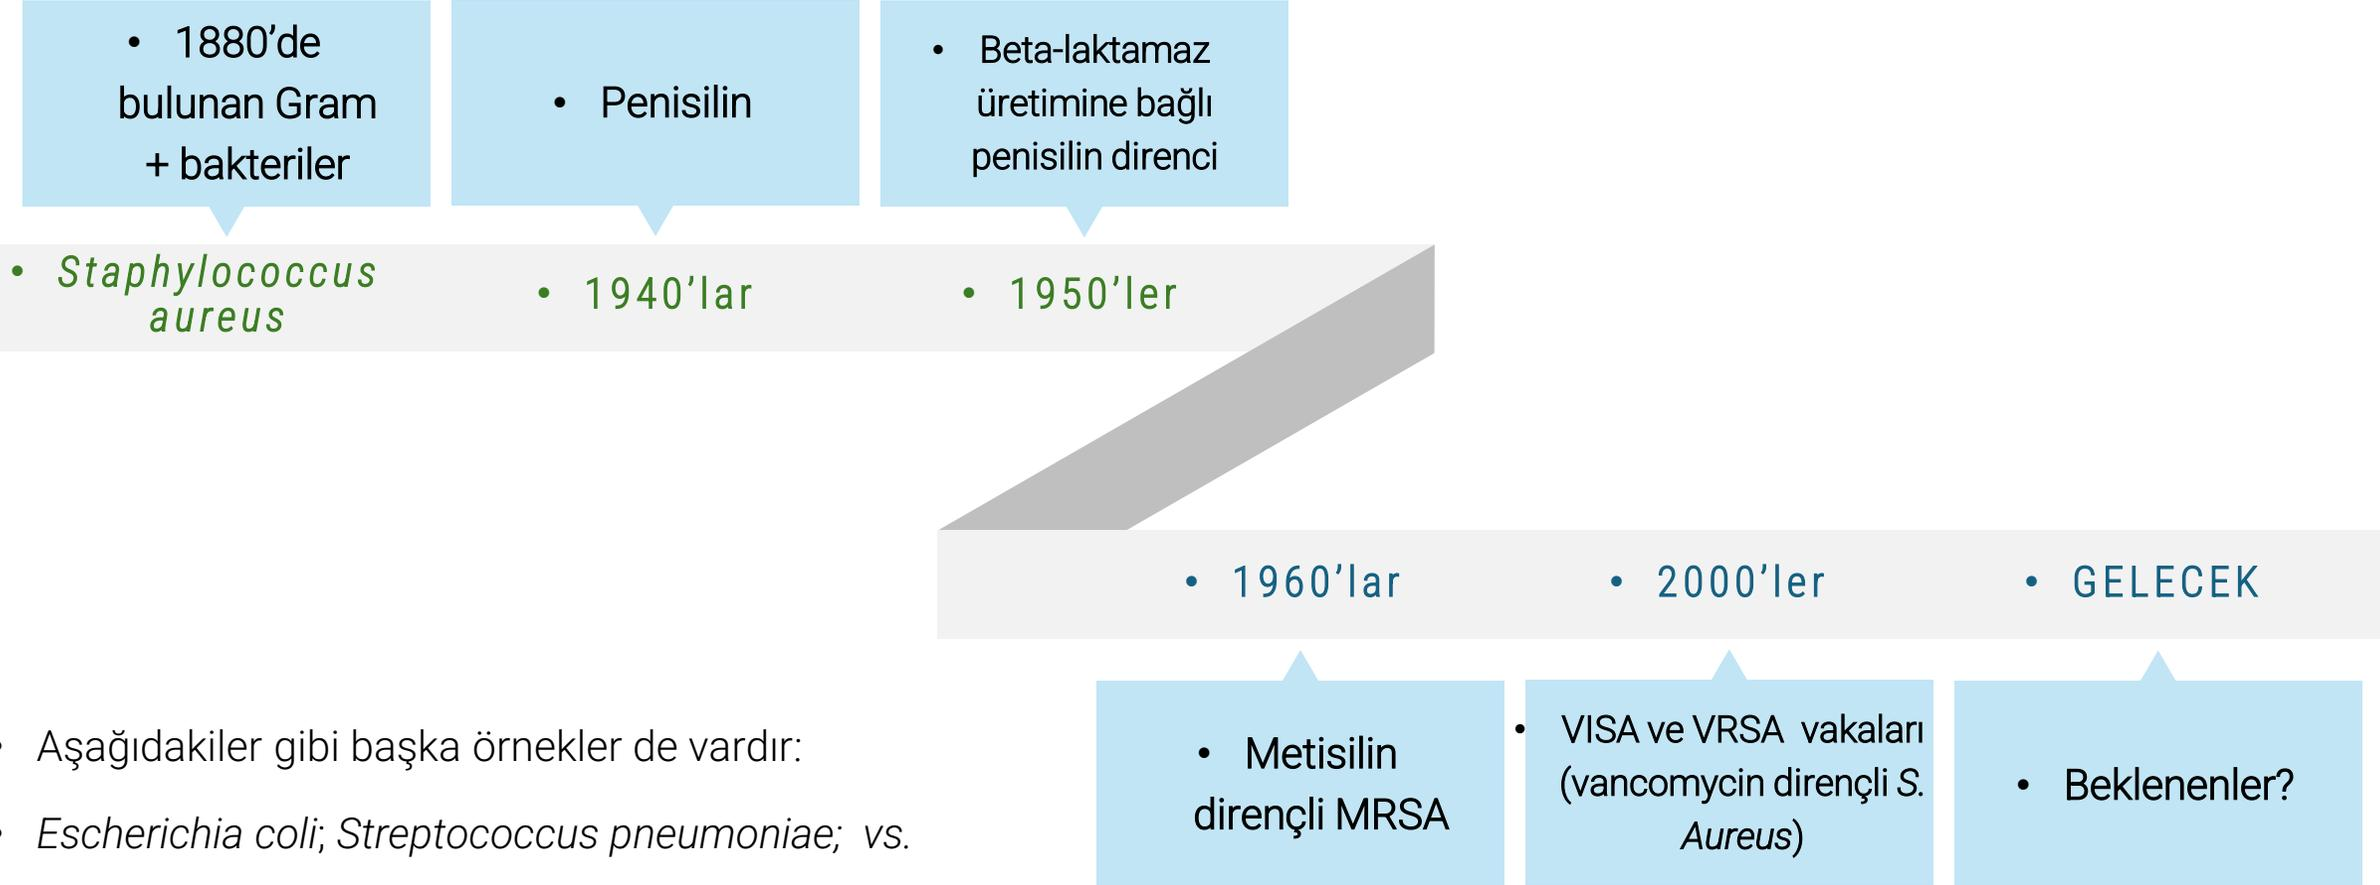 • 1880’de
bulunan Gram
+ bakteriler
• Penisilin
• Beta-laktamaz
üretimine bağlı
penisilin direnci
• Staphylococcus
aureus
• 1940’lar
• 1950’ler
• 1960’lar
• 2000’ler
• GELECEK
• Metisilin
dirençli MRSA
• VISA ve VRSA vakaları
(vancomycin dirençli S.
Aureus)
• Beklenenler?
• Aşağıdakiler gibi başka örnekler de vardır:
• Escherichia coli; Streptococcus pneumoniae; vs.